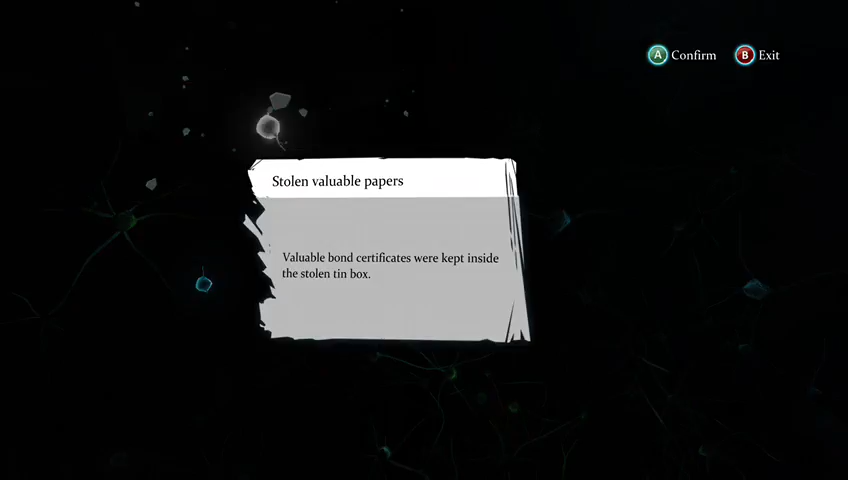 A Confirm B Exit
Stolen valuable papers
Valuable bond certificates were kept inside
the stolen tin box.